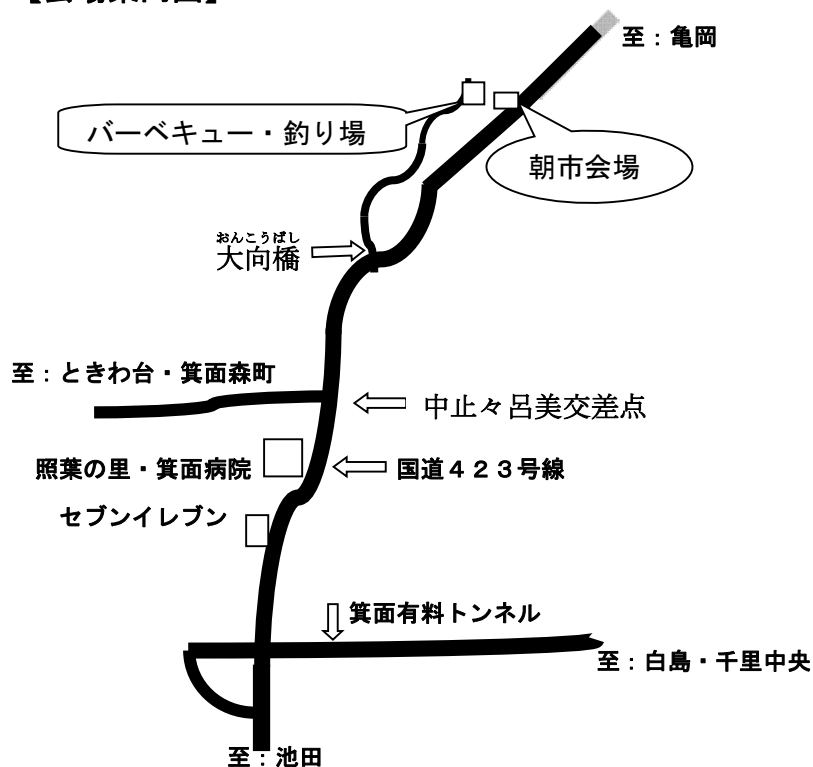 至：亀岡
バーベキュー・釣り場
朝市会場
おんこうばし
大向橋
至：ときわ台・箕面森町
中止々呂美交差点
照葉の里・箕面病院
国道４２３号線
セブンイレブン
箕面有料トンネル
至：白島・千里中央
至：池田